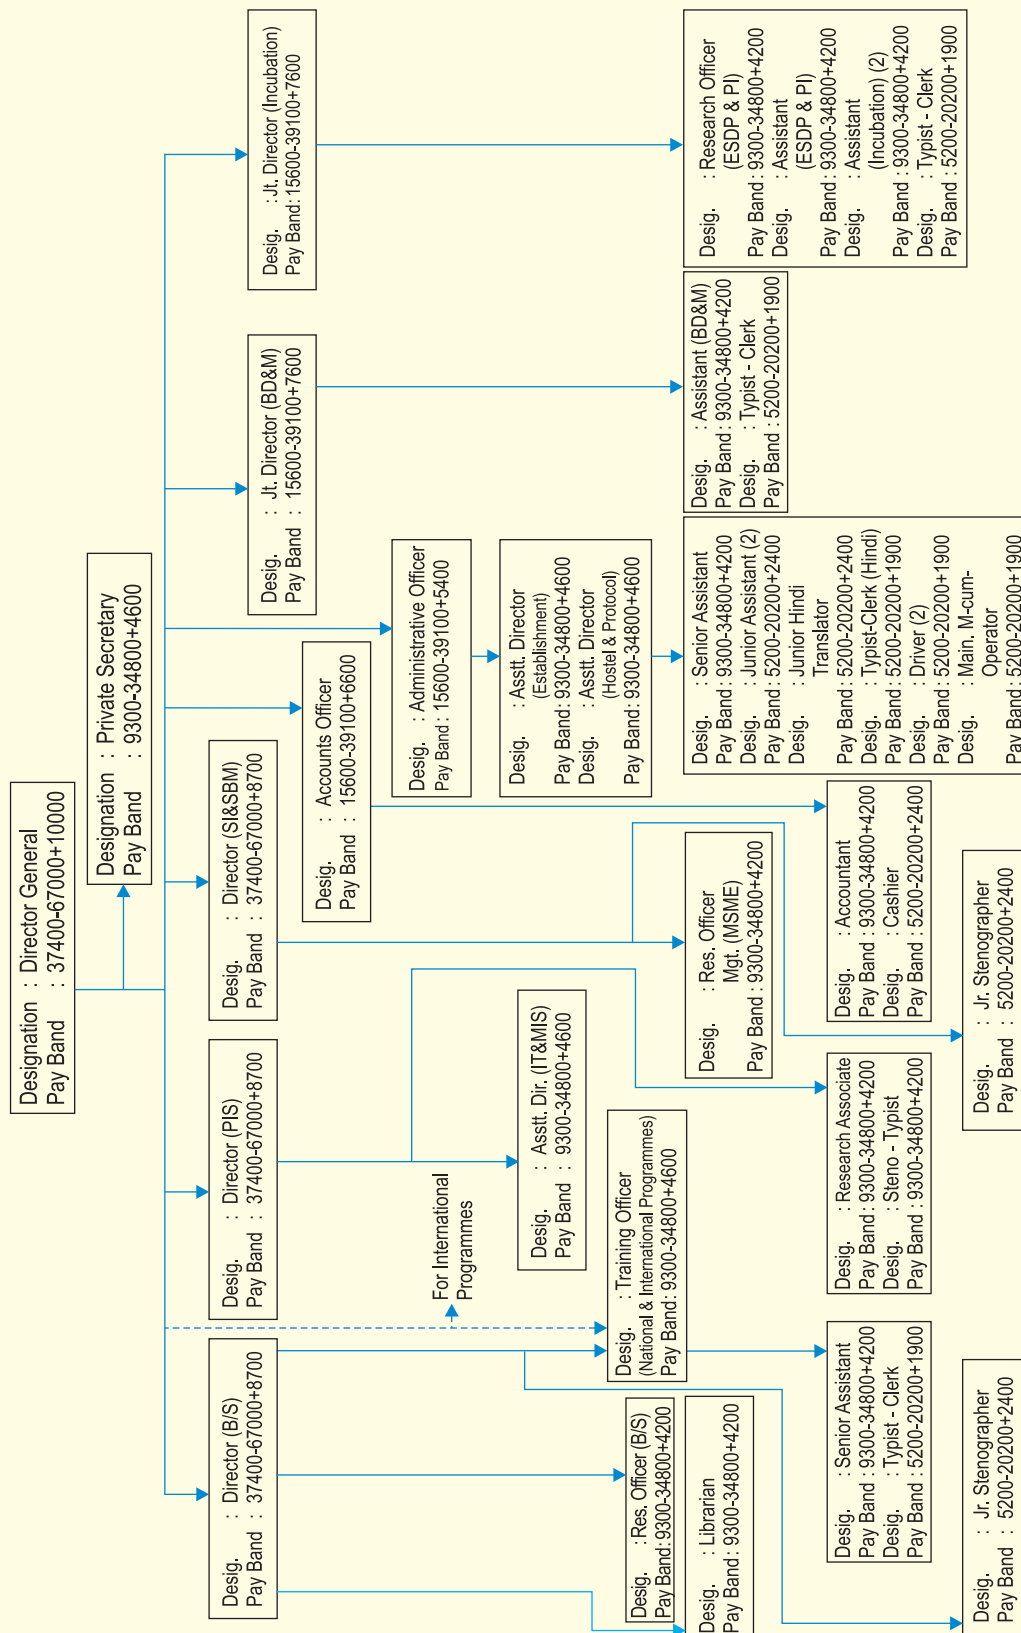 Designation : Director General
Pay Band : 37400-67000+10000
Designation : Private Secretary
Pay Band : 9300-34800+4600
Desig. : Director (B/S)
Pay Band : 37400-67000+8700
Desig. : Director (PIS)
Pay Band : 37400-67000+8700
Desig. : Director (SI&SBM)
Pay Band : 37400-67000+8700
Desig. : Jt. Director (BD&M)
Pay Band : 15600-39100+7600
Desig. : Jt. Director (Incubation)
Pay Band : 15600-39100+7600
Desig. : Accounts Officer
Pay Band : 15600-39100+6600
Desig. : Administrative Officer
Pay Band : 15600-39100+5400
For International
Programmes
Desig. : Asstt. Director
(Establishment)
Pay Band : 9300-34800+4600
Desig. : Asstt. Director
(Hostel & Protocol)
Pay Band : 9300-34800+4600
Desig. : Asstt. Dir. (IT&MIS)
Pay Band : 9300-34800+4600
Desig. : Training Officer
(National & International Programmes)
Pay Band : 9300-34800+4600
Desig. : Res. Officer (B/S)
Pay Band : 9300-34800+4200
Desig. : Librarian
Pay Band : 9300-34800+4200
Desig. : Res. Officer
Mgt. (MSME)
Pay Band : 9300-34800+4200
Desig. : Senior Assistant
Pay Band : 9300-34800+4200
Desig. : Junior Assistant (2)
Pay Band : 5200-20200+2400
Desig. : Junior Hindi
Translator
Pay Band : 5200-20200+2400
Desig. : Typist-Clerk (Hindi)
Pay Band : 5200-20200+1900
Desig. : Driver (2)
Pay Band : 5200-20200+1900
Desig. : Main. M-cum-
Operator
Pay Band : 5200-20200+1900
Desig. : Assistant (BD&M)
Pay Band : 9300-34800+4200
Desig. : Typist - Clerk
Pay Band : 5200-20200+1900
Desig. : Research Officer
(ESDP & PI)
Pay Band : 9300-34800+4200
Desig. : Assistant
(ESDP & PI)
Pay Band : 9300-34800+4200
Desig. : Assistant
(Incubation) (2)
Pay Band : 9300-34800+4200
Desig. : Typist - Clerk
Pay Band : 5200-20200+1900
Desig. : Senior Assistant
Pay Band : 9300-34800+4200
Desig. : Typist - Clerk
Pay Band : 5200-20200+1900
Desig. : Research Associate
Pay Band : 9300-34800+4200
Desig. : Steno - Typist
Pay Band : 9300-34800+4200
Desig. : Accountant
Pay Band : 9300-34800+4200
Desig. : Cashier
Pay Band : 5200-20200+2400
Desig. : Jr. Stenographer
Pay Band : 5200-20200+2400
Desig. : Jr. Stenographer
Pay Band : 5200-20200+2400